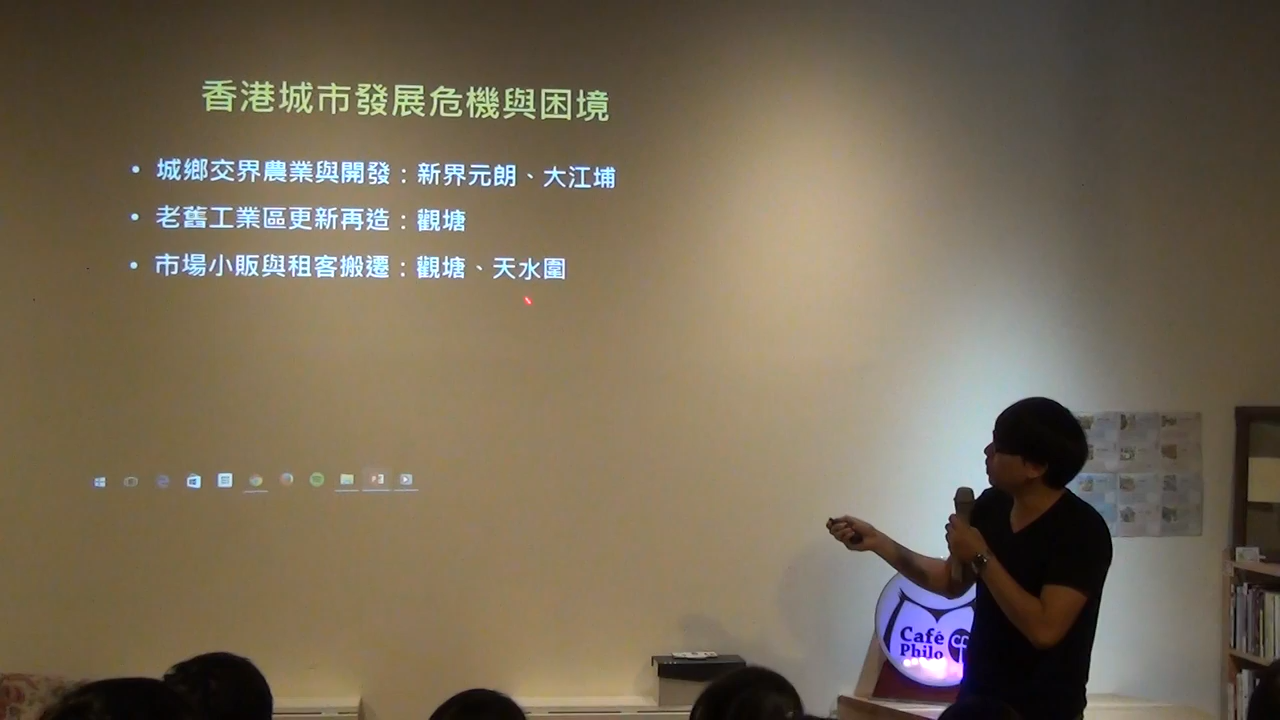 香港城市發展危機與困境
• 城鄉交界農業與開發：新界元朗、大江埔
• 老舊工業區更新再造：觀塘
• 市場小販與租客搬遷：觀塘、天水圍
Café
Philo